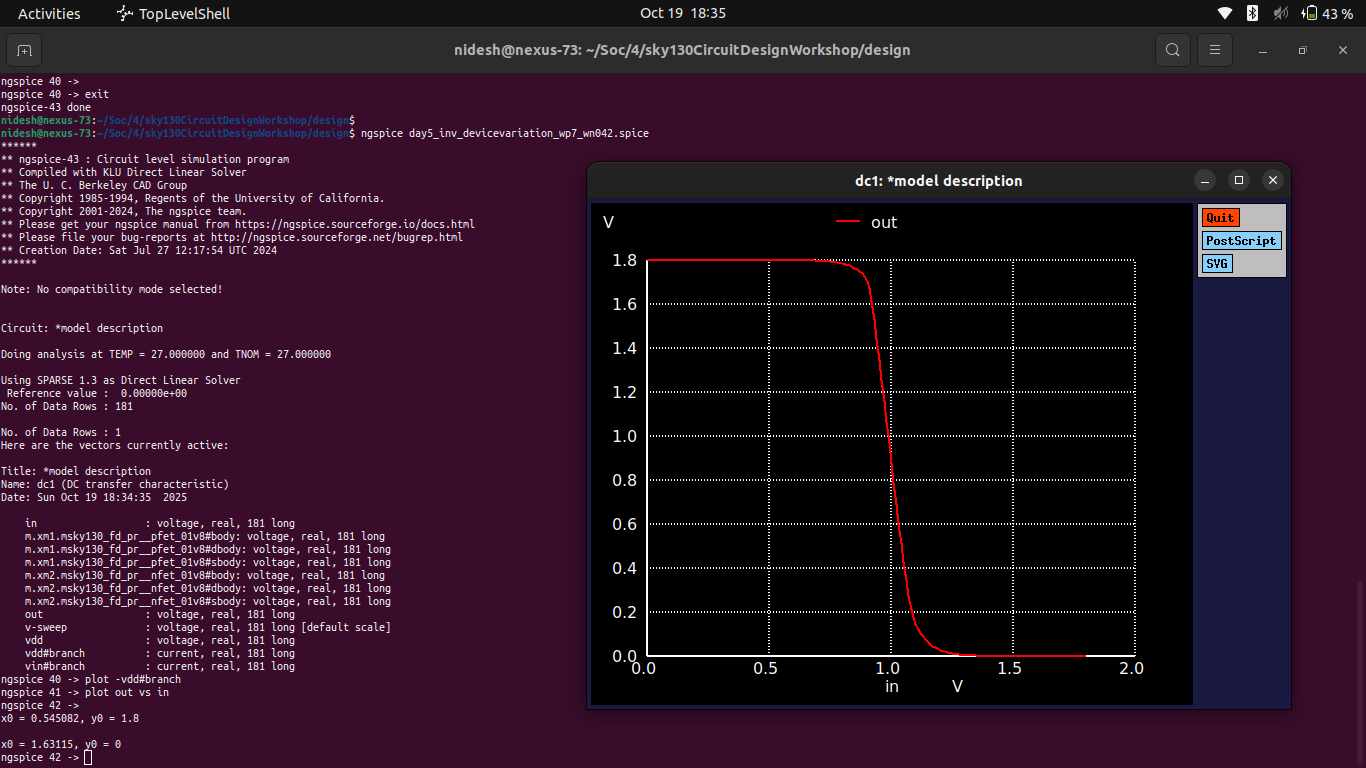 Activities TopLevelShell Oct 19 18:35 43 %
nidesh@nexus-73: ~/Soc/4/sky130CircuitDesignWorkshop/design
ngspice 40 ->
ngspice 40 -> exit
ngspice-43 done
nidesh@nexus-73:~/Soc/4/sky130CircuitDesignWorkshop/design$
nidesh@nexus-73:~/Soc/4/sky130CircuitDesignWorkshop/design$ ngspice day5_inv_devicevariation_wp7_wn042.spice
******
** ngspice-43 : Circuit level simulation program
** Compiled with KLU Direct Linear Solver
** The U. C. Berkeley CAD Group
** Copyright 1985-1994, Regents of the University of California.
** Copyright 2001-2024, The ngspice team.
** Please get your ngspice manual from https://ngspice.sourceforge.io/docs.html
** Please file your bug-reports at http://ngspice.sourceforge.net/bugrep.html
** Creation Date: Sat Jul 27 12:17:54 UTC 2024
******
Note: No compatibility mode selected!
Circuit: *model description
Doing analysis at TEMP = 27.000000 and TNOM = 27.000000
Using SPARSE 1.3 as Direct Linear Solver
Reference value : 0.00000e+00
No. of Data Rows : 181
No. of Data Rows : 1
Here are the vectors currently active:
Title: *model description
Name: dc1 (DC transfer characteristic)
Date: Sun Oct 19 18:34:35 2025
in : voltage, real, 181 long
m.xm1.msky130_fd_pr__pfet_01v8#body: voltage, real, 181 long
m.xm1.msky130_fd_pr__pfet_01v8#dbody: voltage, real, 181 long
m.xm1.msky130_fd_pr__pfet_01v8#sbody: voltage, real, 181 long
m.xm2.msky130_fd_pr__nfet_01v8#body: voltage, real, 181 long
m.xm2.msky130_fd_pr__nfet_01v8#dbody: voltage, real, 181 long
m.xm2.msky130_fd_pr__nfet_01v8#sbody: voltage, real, 181 long
out : voltage, real, 181 long
v-sweep : voltage, real, 181 long [default scale]
vdd : voltage, real, 181 long
vdd#branch : current, real, 181 long
vin#branch : current, real, 181 long
ngspice 40 -> plot -vdd#branch
ngspice 41 -> plot out vs in
ngspice 42 ->
x0 = 0.545082, y0 = 1.8
x0 = 1.63115, y0 = 0
ngspice 42 ->
dc1: *model description
V out
Quit
PostScript
SVG
1.8
1.6
1.4
1.2
1.0
0.8
0.6
0.4
0.2
0.0
0.0 0.5 1.0 1.5 2.0
in V